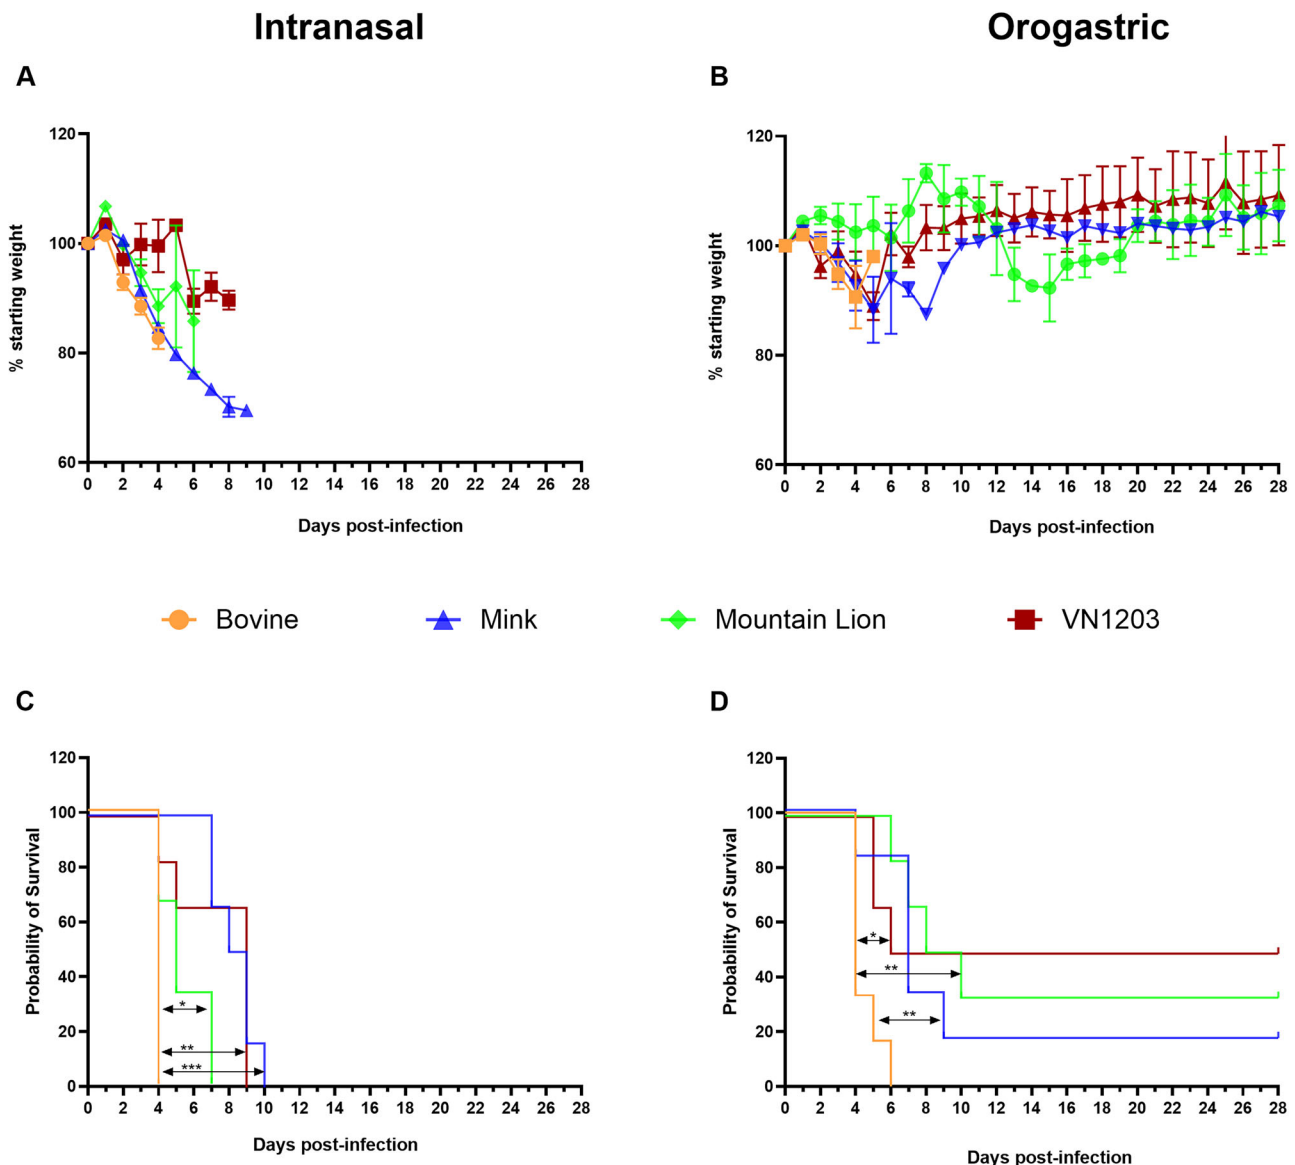 Intranasal
Orogastric
A
B
120
100
80
60
% starting weight
0 2 4 6 8 10 12 14 16 18 20 22 24 26 28
Days post-infection
120
100
80
60
% starting weight
0 2 4 6 8 10 12 14 16 18 20 22 24 26 28
Days post-infection
Bovine Mink Mountain Lion VN1203
C
D
120
100
80
60
40
20
0
Probability of Survival
*
**
***
0 2 4 6 8 10 12 14 16 18 20 22 24 26 28
Days post-infection
120
100
80
60
40
20
0
Probability of Survival
*
**
**
0 2 4 6 8 10 12 14 16 18 20 22 24 26 28
Days post-infection